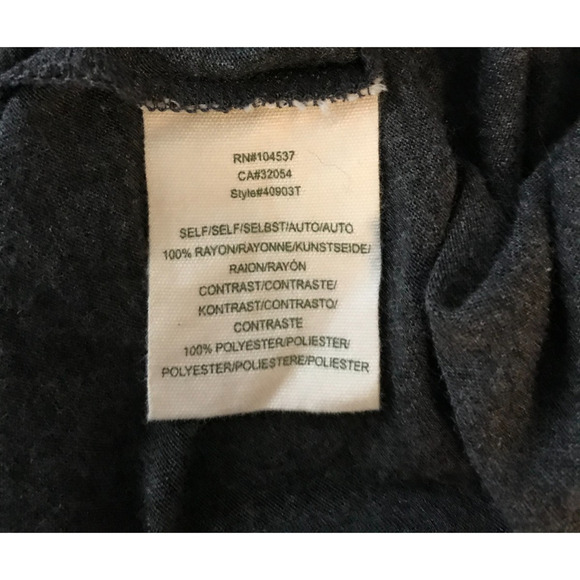 RN#104537
CA#32054
Style#40903T
SELF/SELF/SELBST/AUTO/AUTO
100% RAYON/RAYONNE/KUNSTSEIDE/
RAION/RAYÓN
CONTRAST/CONTRASTE/
KONTRAST/CONTRASTO/
CONTRASTE
100% POLYESTER/POLIESTER/
POLYESTER/POLIESTERE/POLIESTER